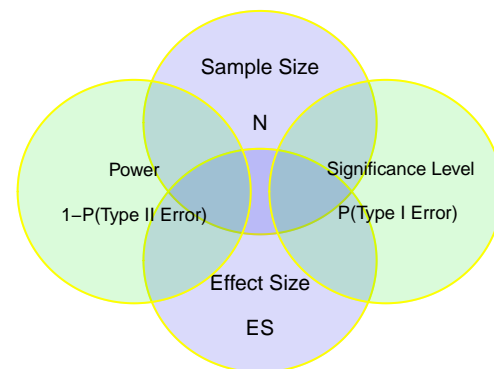 Sample Size
N
Power
1−P(Type II Error)
Significance Level
P(Type I Error)
Effect Size
ES